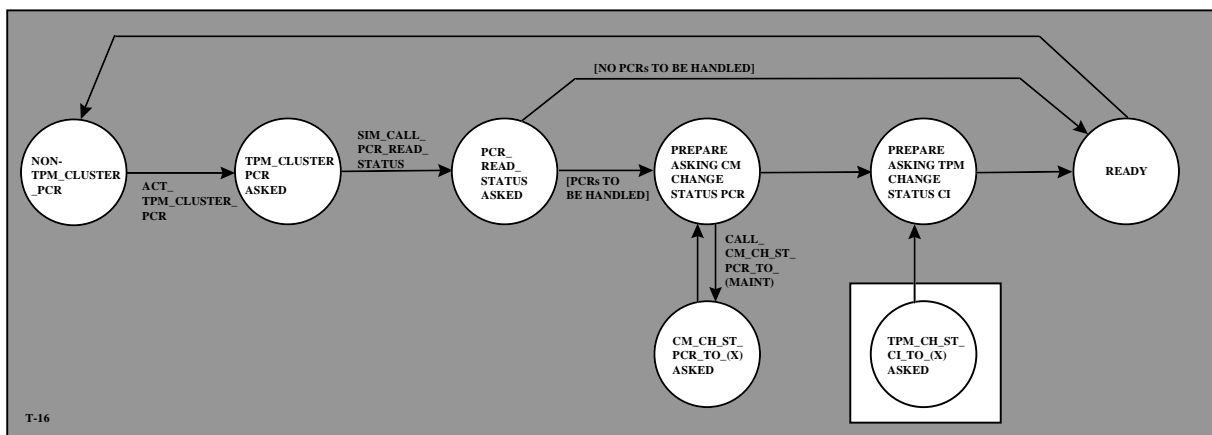 [NO PCRs TO BE HANDLED]
NON-
TPM_CLUSTER
_PCR
ACT_
TPM_CLUSTER_
PCR
TPM_CLUSTER
PCR
ASKED
SIM_CALL_
PCR_READ_
STATUS
PCR_
READ_
STATUS
ASKED
[PCRs TO
BE HANDLED]
PREPARE
ASKING CM
CHANGE
STATUS PCR
PREPARE
ASKING TPM
CHANGE
STATUS CI
READY
CALL_
CM_CH_ST_
PCR_TO_
(MAINT)
CM_CH_ST_
PCR_TO_(X)
ASKED
TPM_CH_ST_
CI_TO_(X)
ASKED
T-16